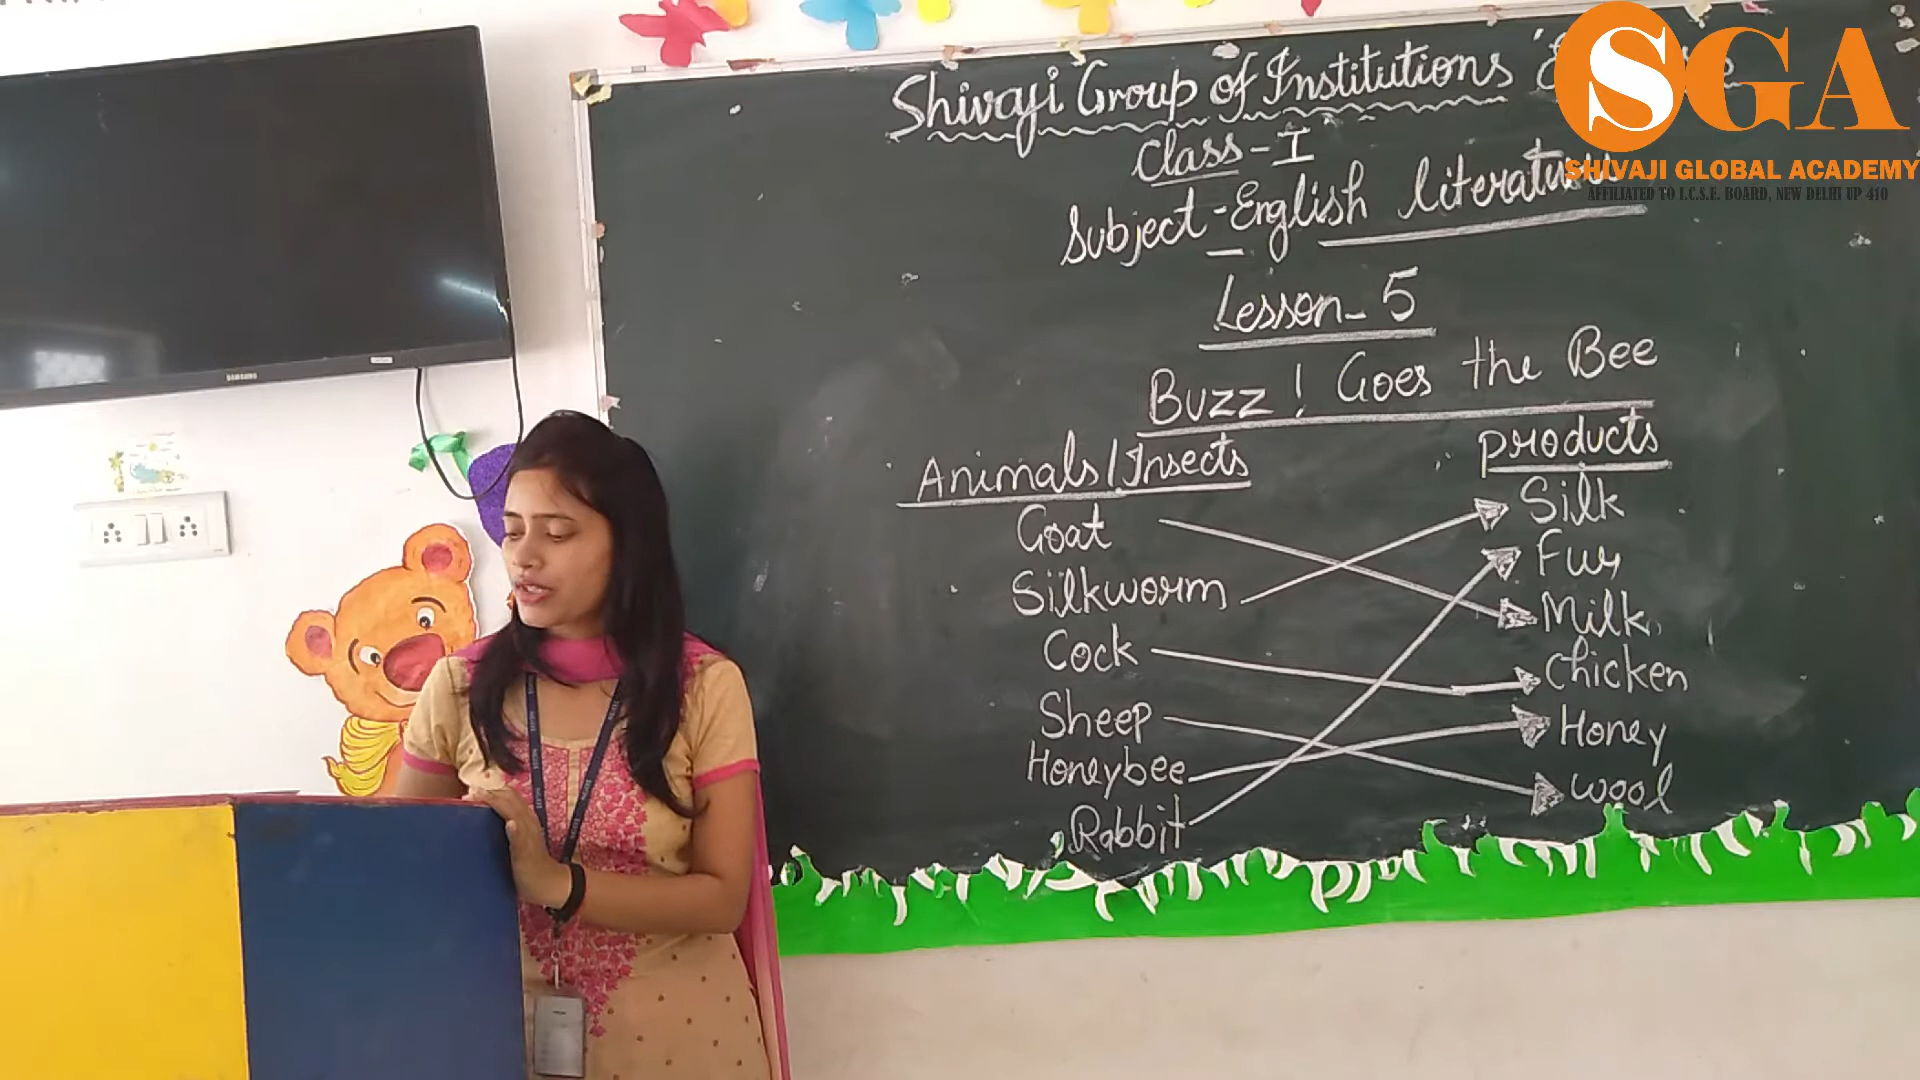 Shivaji Group of Institutions
Class - I
Subject - English literature
Lesson - 5
Buzz ! Goes the Bee
Animals/Insects products
Goat Silk
Silkworm Fur
Cock Milk
Sheep chicken
Honeybee Honey
Rabbit wool
SGA
SHIVAJI GLOBAL ACADEMY
AFFILIATED TO I.C.S.E. BOARD, NEW DELHI UP 410
SAMSUNG